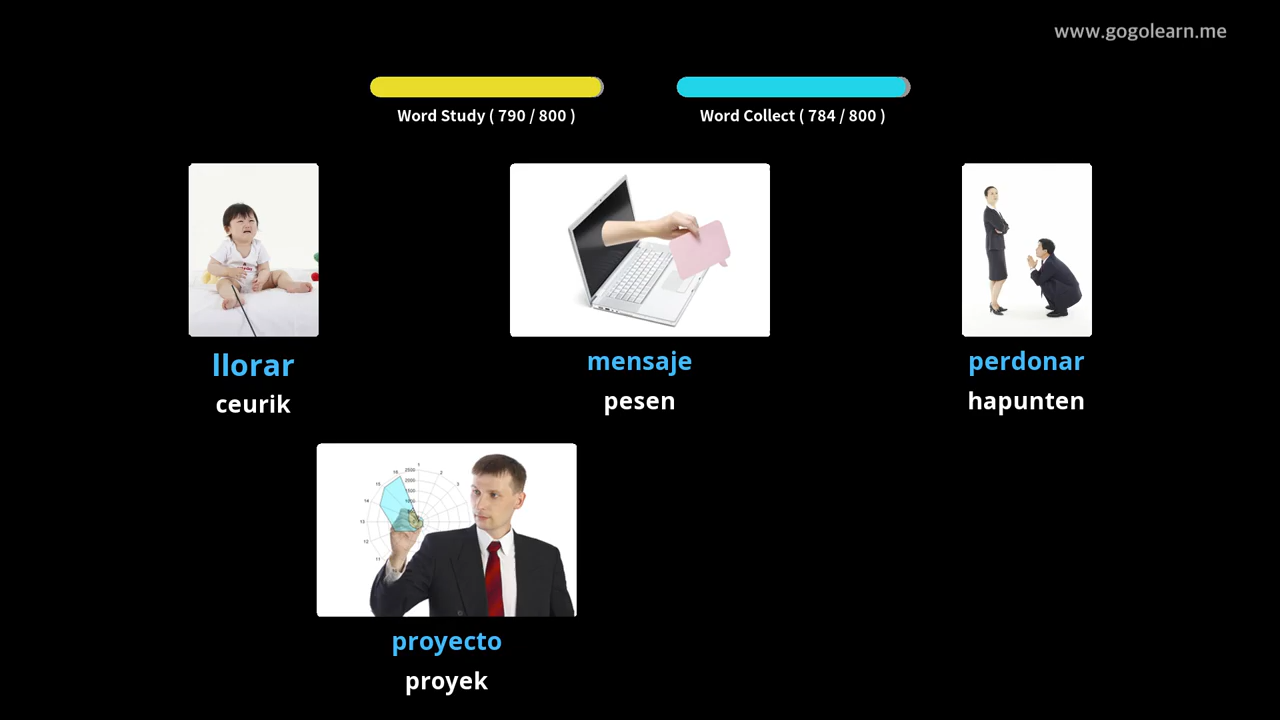 www.gogolearn.me
Word Study ( 790 / 800 )
Word Collect ( 784 / 800 )
llorar
ceurik
mensaje
pesen
perdonar
hapunten
proyecto
proyek